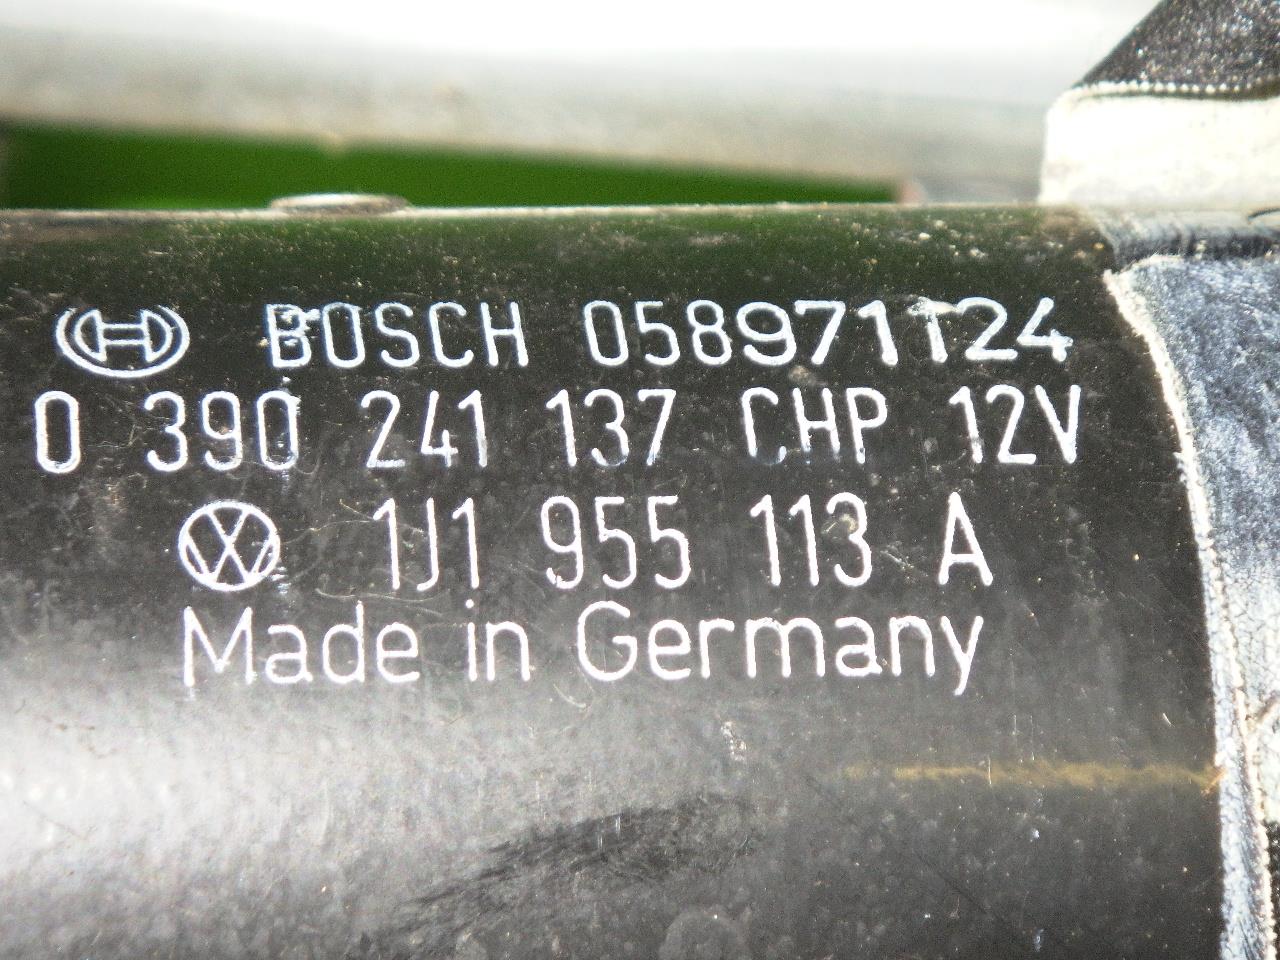 BOSCH 058971124
0 390 241 137 CHP 12V
1J1 955 113 A
Made in Germany